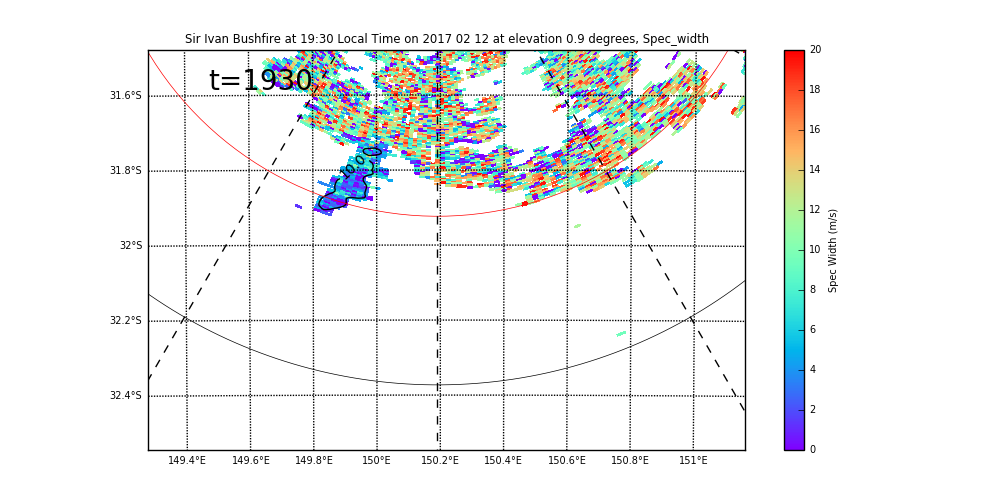 Sir Ivan Bushfire at 19:30 Local Time on 2017 02 12 at elevation 0.9 degrees, Spec_width
t=1930
31.6°S
31.8°S
32°S
32.2°S
32.4°S
10.0
149.4°E 149.6°E 149.8°E 150°E 150.2°E 150.4°E 150.6°E 150.8°E 151°E
20
18
16
14
12
10
8
6
4
2
0
Spec Width (m/s)